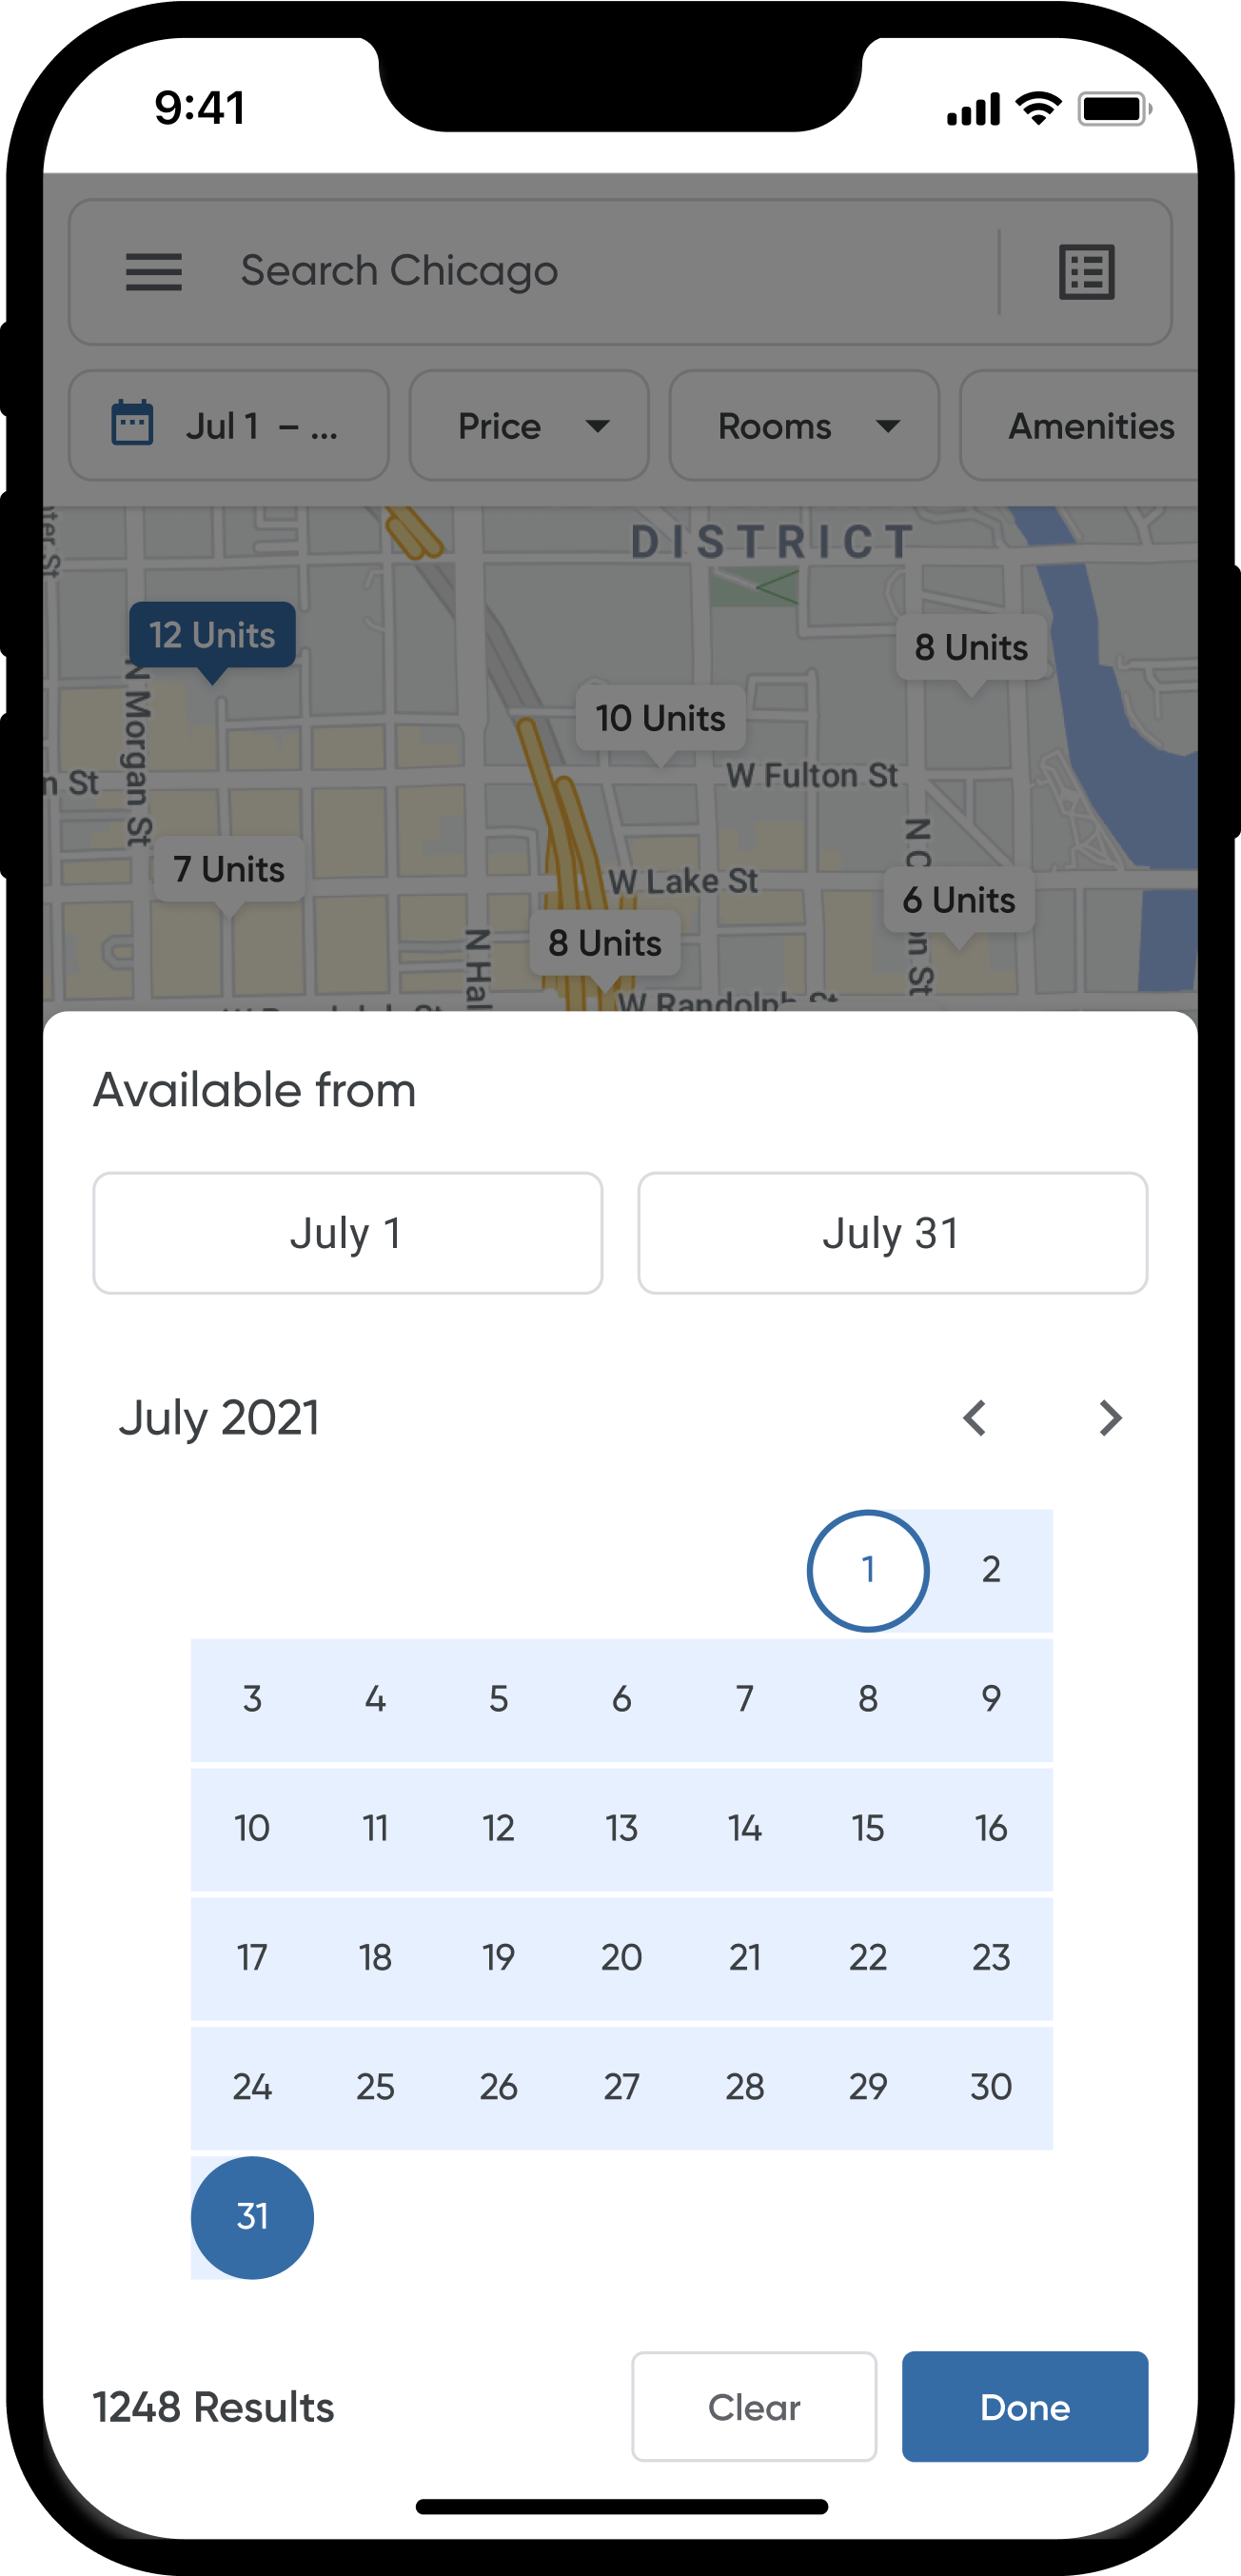 9:41
Search Chicago
Jul 1 – ...
Price
Rooms
Amenities
DISTRICT
12 Units
8 Units
10 Units
W Fulton St
N Morgan St
St
7 Units
W Lake St
6 Units
8 Units
W Randolph St
Available from
July 1
July 31
July 2021
1 2
3 4 5 6 7 8 9
10 11 12 13 14 15 16
17 18 19 20 21 22 23
24 25 26 27 28 29 30
31
1248 Results
Clear
Done